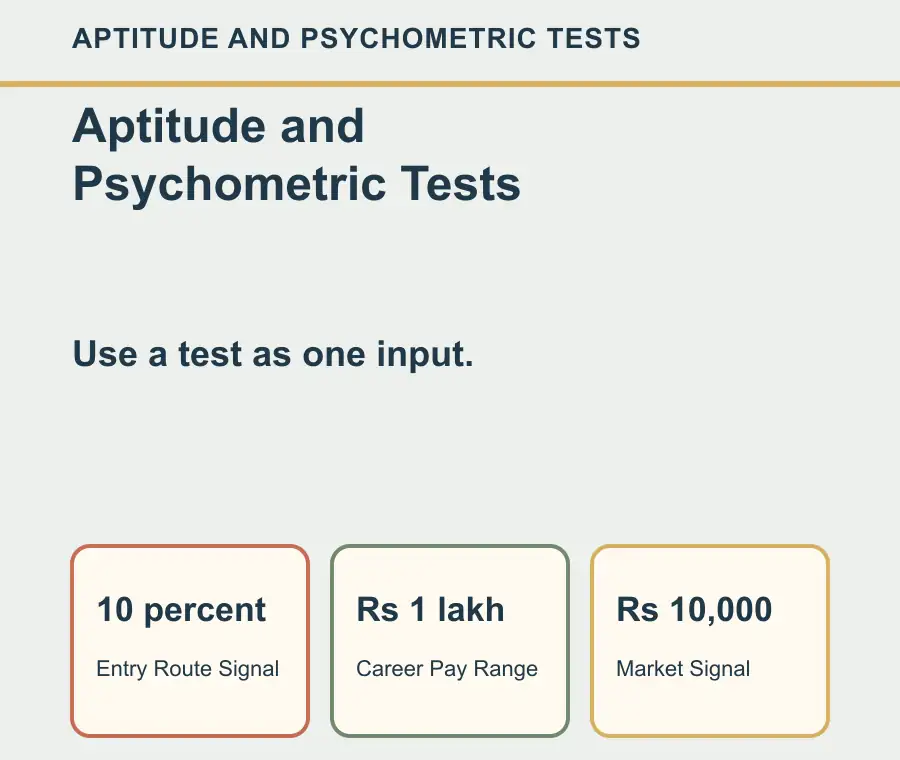 APTITUDE AND PSYCHOMETRIC TESTS
Aptitude and
Psychometric Tests
Use a test as one input.
10 percent
Entry Route Signal
Rs 1 lakh
Career Pay Range
Rs 10,000
Market Signal